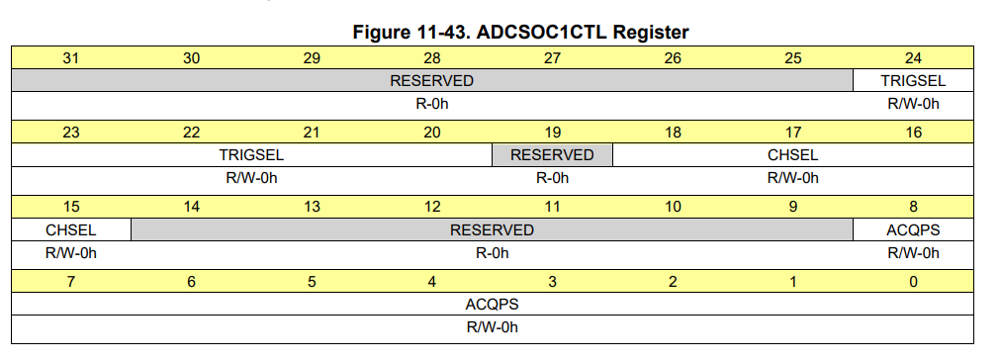 Figure 11-43. ADCSOC1CTL Register
31 30 29 28 27 26 25 24
RESERVED TRIGSEL
R-0h R/W-0h
23 22 21 20 19 18 17 16
TRIGSEL RESERVED CHSEL
R/W-0h R-0h R/W-0h
15 14 13 12 11 10 9 8
CHSEL RESERVED ACQPS
R/W-0h R-0h R/W-0h
7 6 5 4 3 2 1 0
ACQPS
R/W-0h